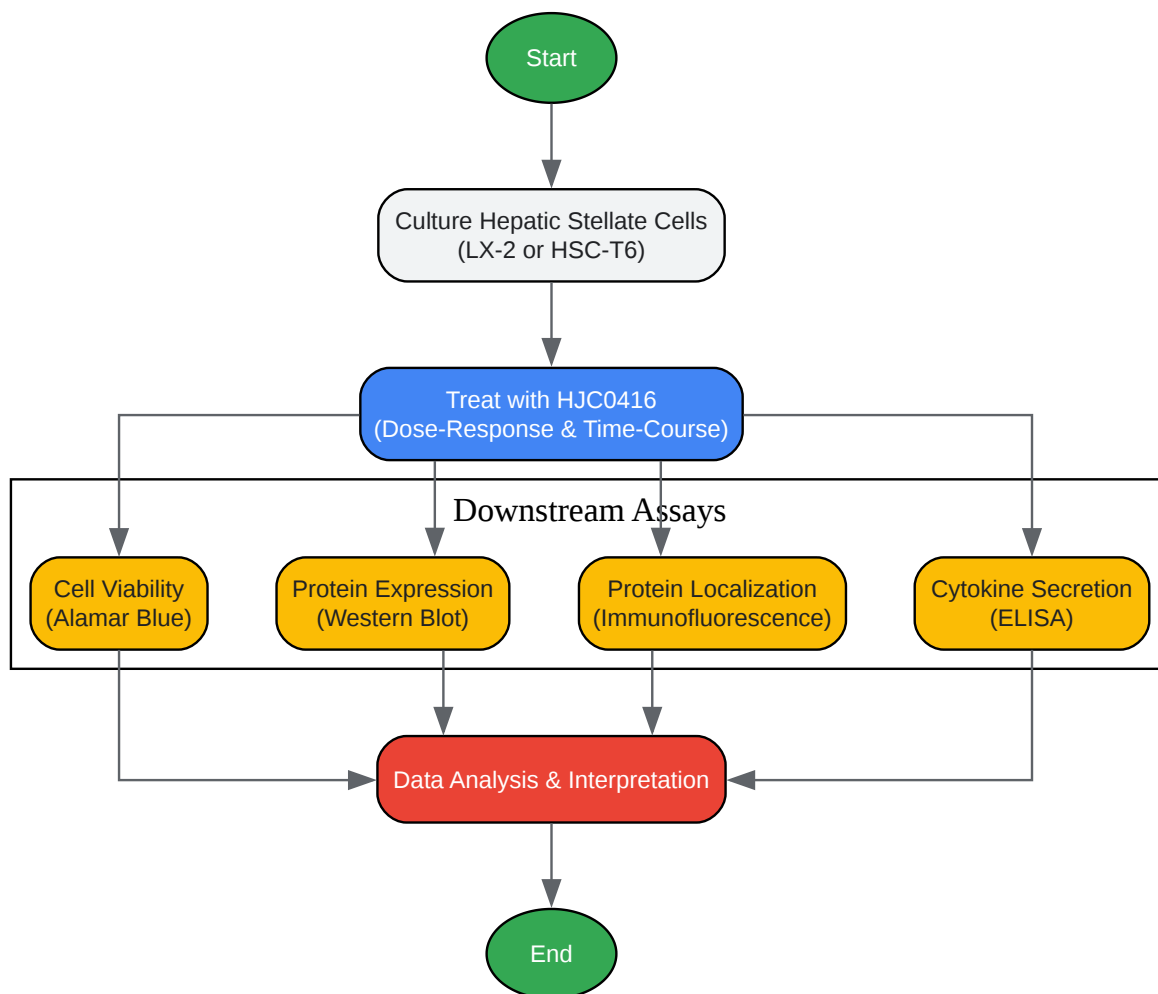 Start
Culture Hepatic Stellate Cells
(LX-2 or HSC-T6)
Treat with HJC0416
(Dose-Response & Time-Course)
Downstream Assays
Cell Viability
(Alamar Blue)
Protein Expression
(Western Blot)
Protein Localization
(Immunofluorescence)
Cytokine Secretion
(ELISA)
Data Analysis & Interpretation
End